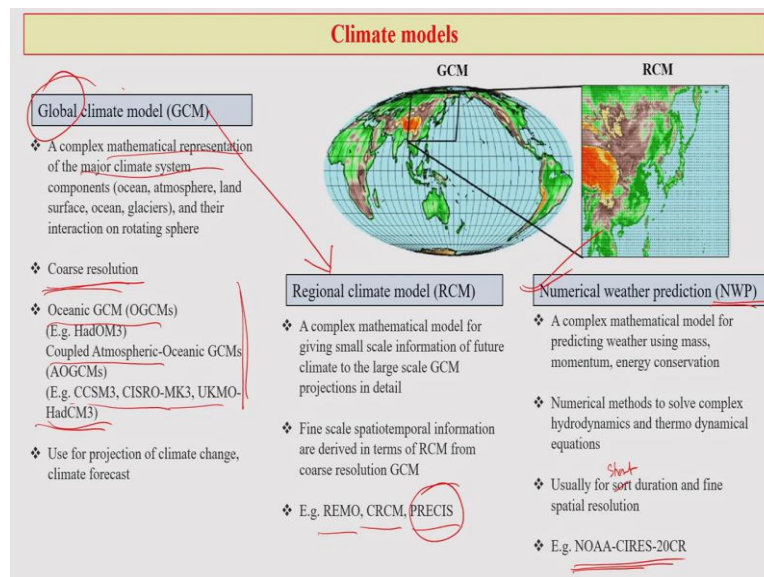 Climate models
GCM
RCM
Global climate model (GCM)
❖ A complex mathematical representation
of the major climate system
components (ocean, atmosphere, land
surface, ocean, glaciers), and their
interaction on rotating sphere
❖ Coarse resolution
❖ Oceanic GCM (OGCMs)
(E.g. HadOM3)
Coupled Atmospheric-Oceanic GCMs
(AOGCMs)
(E.g. CCSM3, CISRO-MK3, UKMO-
HadCM3)
❖ Use for projection of climate change,
climate forecast
Regional climate model (RCM)
❖ A complex mathematical model for
giving small scale information of future
climate to the large scale GCM
projections in detail
❖ Fine scale spatiotemporal information
are derived in terms of RCM from
coarse resolution GCM
❖ E.g. REMO, CRCM, PRECIS
Numerical weather prediction (NWP)
❖ A complex mathematical model for
predicting weather using mass,
momentum, energy conservation
❖ Numerical methods to solve complex
hydrodynamics and thermo dynamical
equations
short
❖ Usually for sort duration and fine
spatial resolution
❖ E.g. NOAA-CIRES-20CR